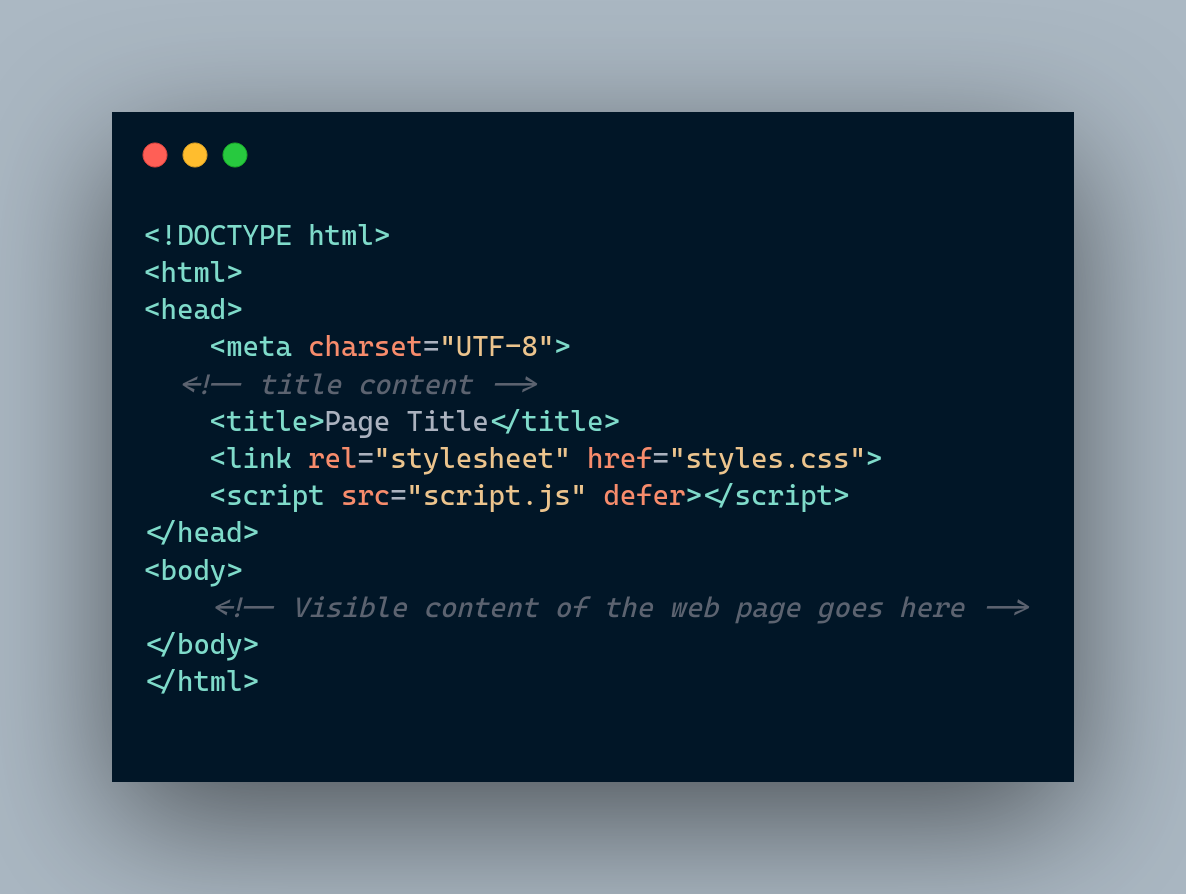 <!DOCTYPE html>
<html>
<head>
    <meta charset="UTF-8">
  <!-- title content -->
    <title>Page Title</title>
    <link rel="stylesheet" href="styles.css">
    <script src="script.js" defer></script>
</head>
<body>
    <!-- Visible content of the web page goes here -->
</body>
</html>